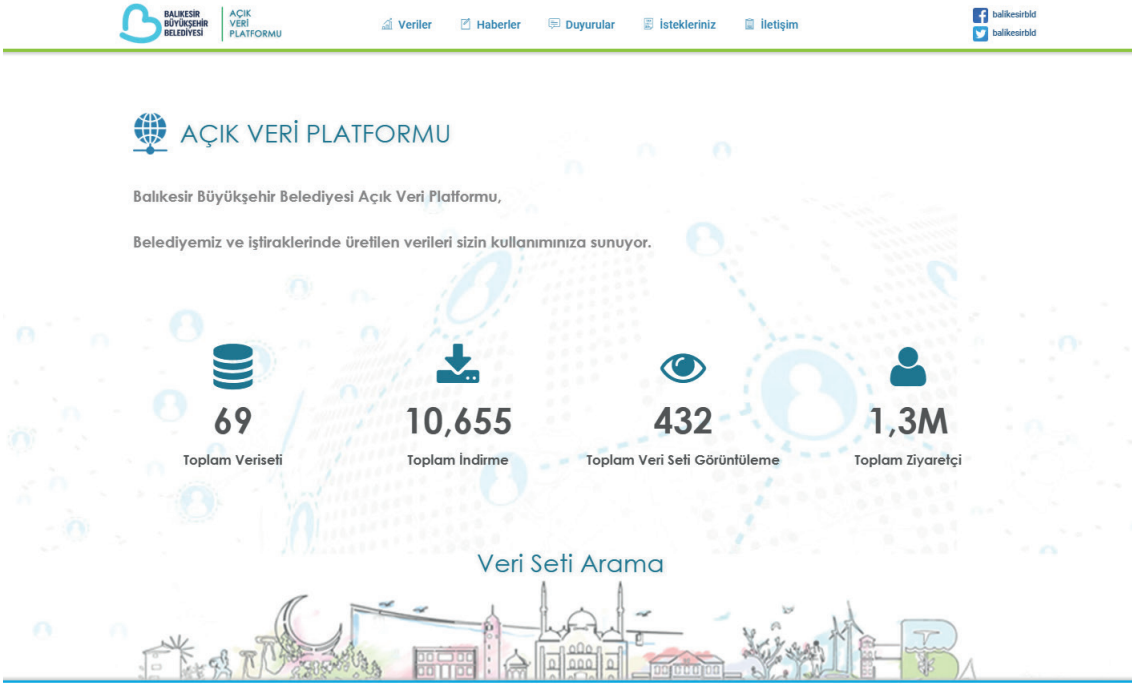 BALIKESİR
BÜYÜKŞEHİR
BELEDİYESİ
AÇIK
VERİ
PLATFORMU
Veriler
Haberler
Duyurular
İstekleriniz
İletişim
balikesirbld
balikesirbld
AÇIK VERİ PLATFORMU
Balıkesir Büyükşehir Belediyesi Açık Veri Platformu,
Belediyemiz ve iştiraklerinde üretilen verileri sizin kullanımınıza sunuyor.
69
10,655
432
1,3M
Toplam Veriseti
Toplam İndirme
Toplam Veri Seti Görüntüleme
Toplam Ziyaretçi
Veri Seti Arama